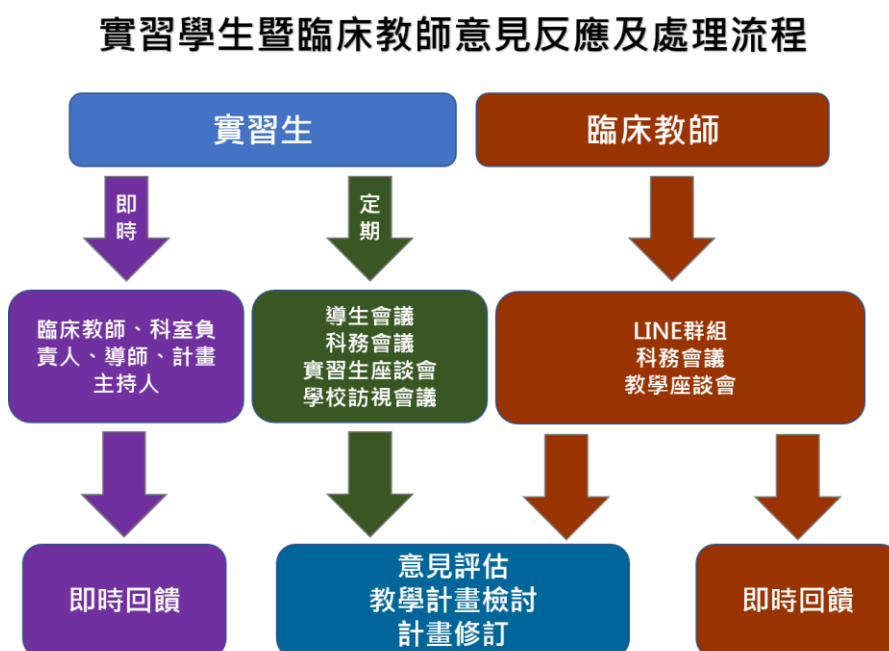 實習學生暨臨床教師意見反應及處理流程
實習生
臨床教師
即
時
定
期
臨床教師、科室負
責人、導師、計畫
主持人
導生會議
科務會議
實習生座談會
學校訪視會議
LINE群組
科務會議
教學座談會
即時回饋
意見評估
教學計畫檢討
計畫修訂
即時回饋